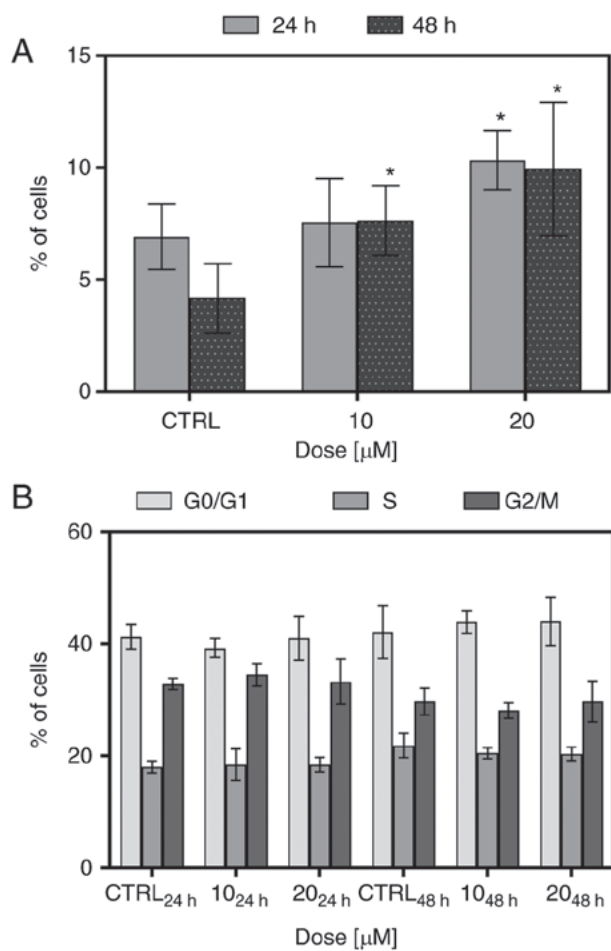 24 h 48 h
A
15
10
5
0
% of cells
* * *
CTRL 10 20
Dose [μM]
B
G0/G1 S G2/M
60
40
20
0
% of cells
CTRL24 h 1024 h 2024 h CTRL48 h 1048 h 2048 h
Dose [μM]